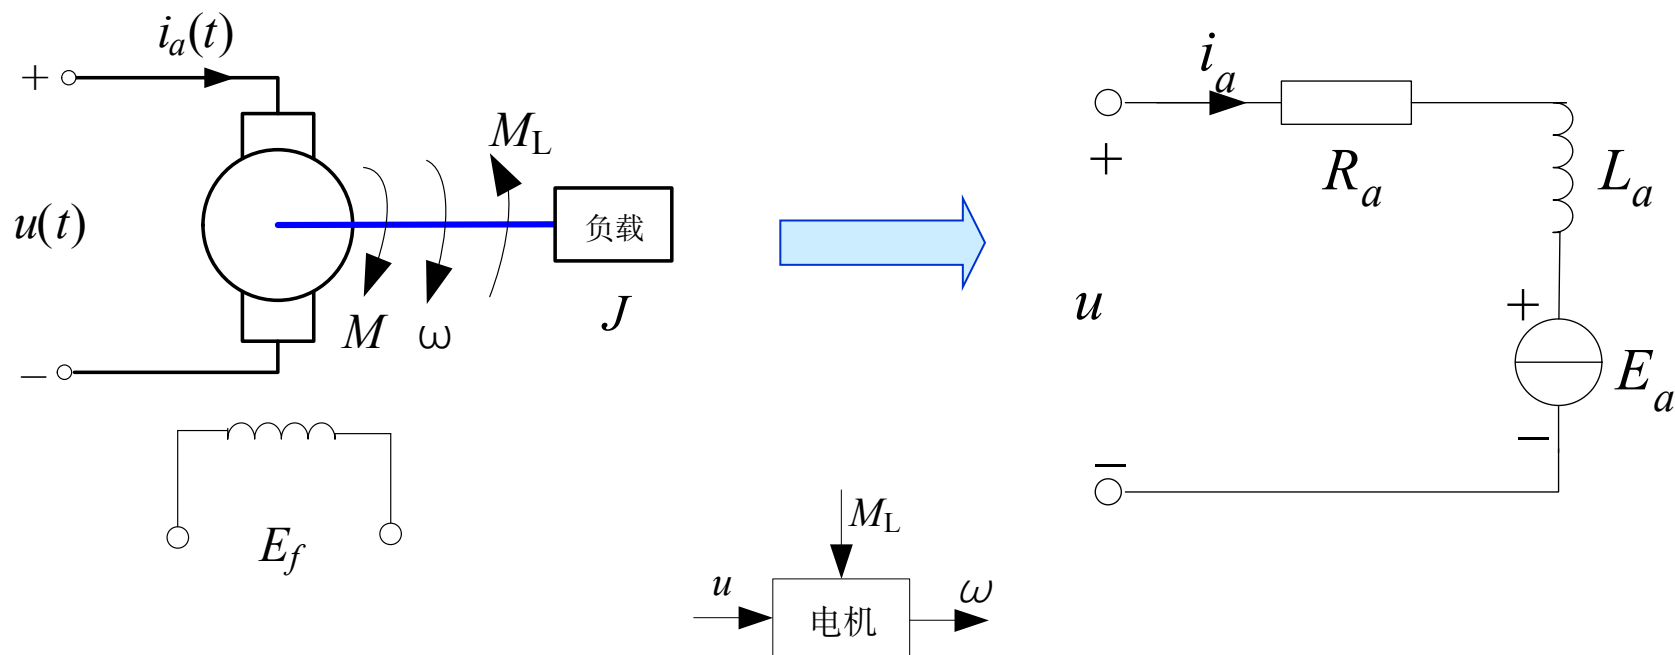 i_a(t)
+
u(t)
−
M
ω
M_L
负载
J
E_f
i_a
+
R_a
L_a
u
+
E_a
−
−
M_L
u
电机
ω